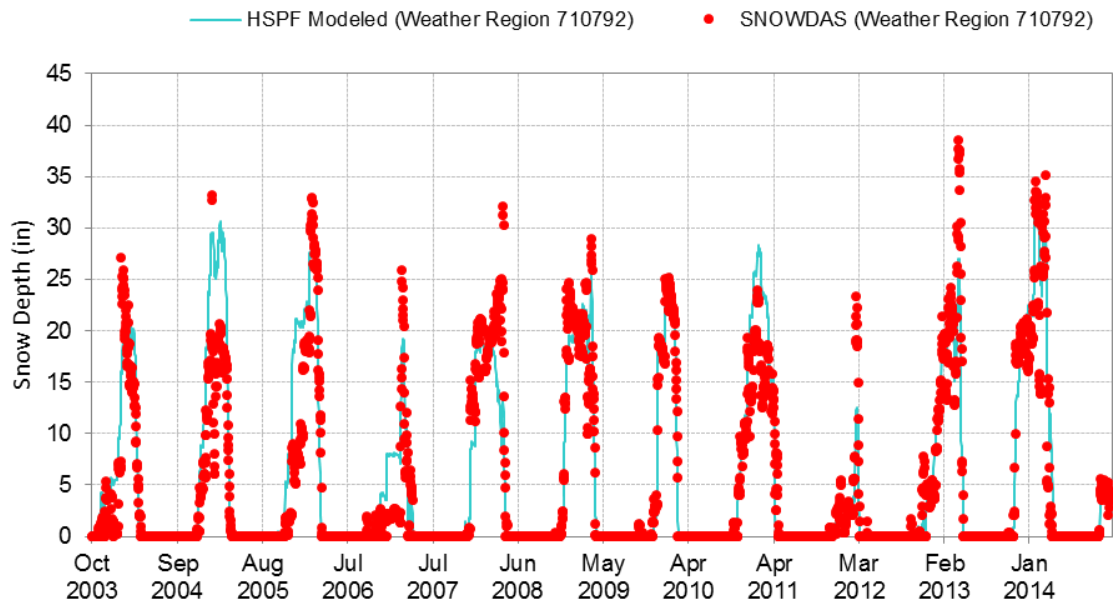 HSPF Modeled (Weather Region 710792) SNOWDAS (Weather Region 710792)
45
40
35
30
25
20
15
10
5
0
Snow Depth (in)
Oct Sep Aug Jul Jul Jun May Apr Apr Mar Feb Jan
2003 2004 2005 2006 2007 2008 2009 2010 2011 2012 2013 2014